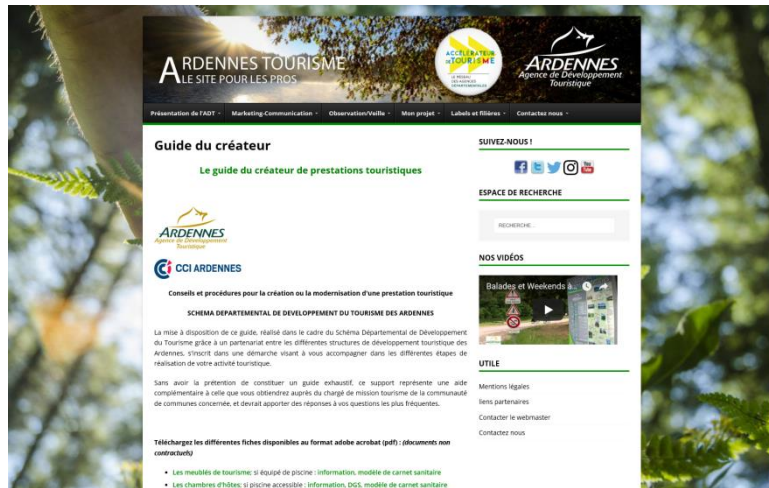 ARDENNES TOURISME
LE SITE POUR LES PROS
ACCÉLÉRATEUR
DE TOURISME
LE RÉSEAU
DES AGENCES
DÉPARTEMENTALES
ARDENNES
Agence de Développement
Touristique
Présentation de l'ADT
Marketing-Communication
Observation/Veille
Mon projet
Labels et filières
Contactez nous
Guide du créateur
Le guide du créateur de prestations touristiques
ARDENNES
Agence de Développement
Touristique
CCI ARDENNES
Conseils et procédures pour la création ou la modernisation d'une prestation touristique
SCHEMA DEPARTEMENTAL DE DEVELOPPEMENT DU TOURISME DES ARDENNES
La mise à disposition de ce guide, réalisé dans le cadre du Schéma Départemental de Développement
du Tourisme grâce à un partenariat entre les différentes structures de développement touristique des
Ardennes, s'inscrit dans une démarche visant à vous accompagner dans les différentes étapes de
réalisation de votre activité touristique.
Sans avoir la prétention de constituer un guide exhaustif, ce support représente une aide
complémentaire à celle que vous obtiendrez auprès du chargé de mission tourisme de la communauté
de communes concernée, et devrait apporter des réponses à vos questions les plus fréquentes.
Téléchargez les différentes fiches disponibles au format adobe acrobat (pdf) : (documents non
contractuels)
Les meublés de tourisme; si équipé de piscine : information, modèle de carnet sanitaire
Les chambres d'hôtes; si piscine accessible : information, DGS, modèle de carnet sanitaire
SUIVEZ-NOUS !
ESPACE DE RECHERCHE
RECHERCHE...
NOS VIDÉOS
Balades et Weekends à
UTILE
Mentions légales
liens partenaires
Contacter le webmaster
Contactez nous